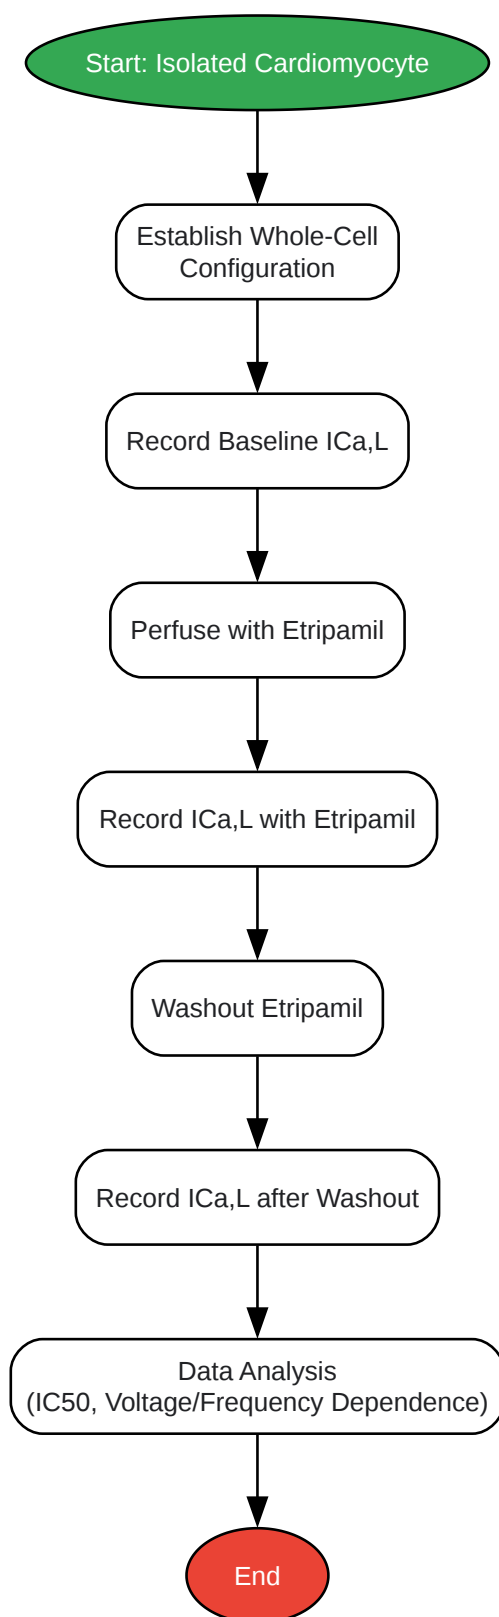 Start: Isolated Cardiomyocyte
Establish Whole-Cell
Configuration
Record Baseline ICa,L
Perfuse with Etripamil
Record ICa,L with Etripamil
Washout Etripamil
Record ICa,L after Washout
Data Analysis
(IC50, Voltage/Frequency Dependence)
End